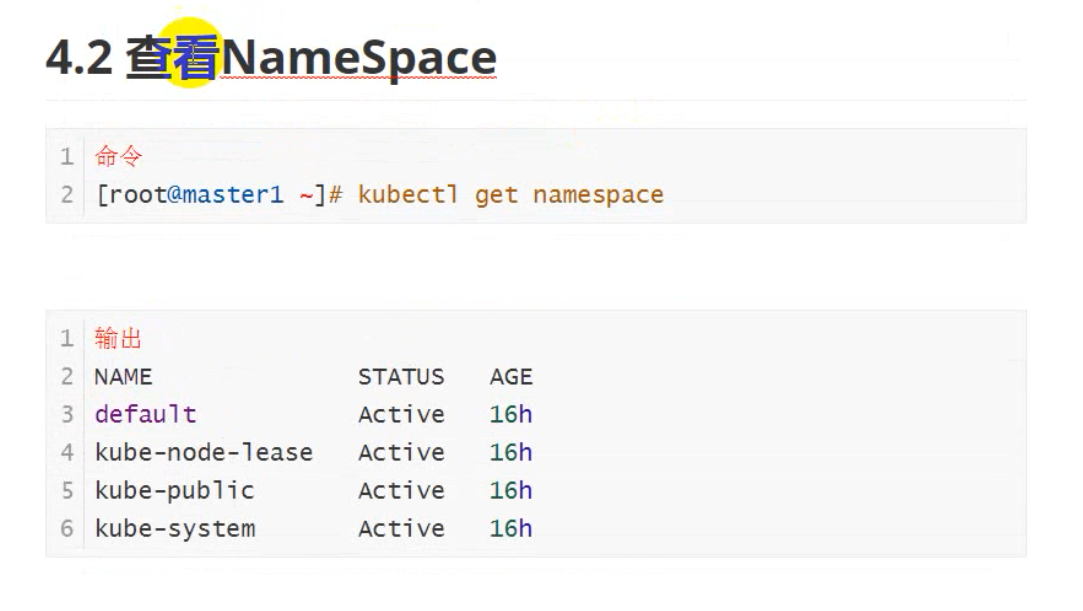 4.2 查看NameSpace
1 命令
2 [root@master1 ~]# kubectl get namespace
1 输出
2 NAME STATUS AGE
3 default Active 16h
4 kube-node-lease Active 16h
5 kube-public Active 16h
6 kube-system Active 16h